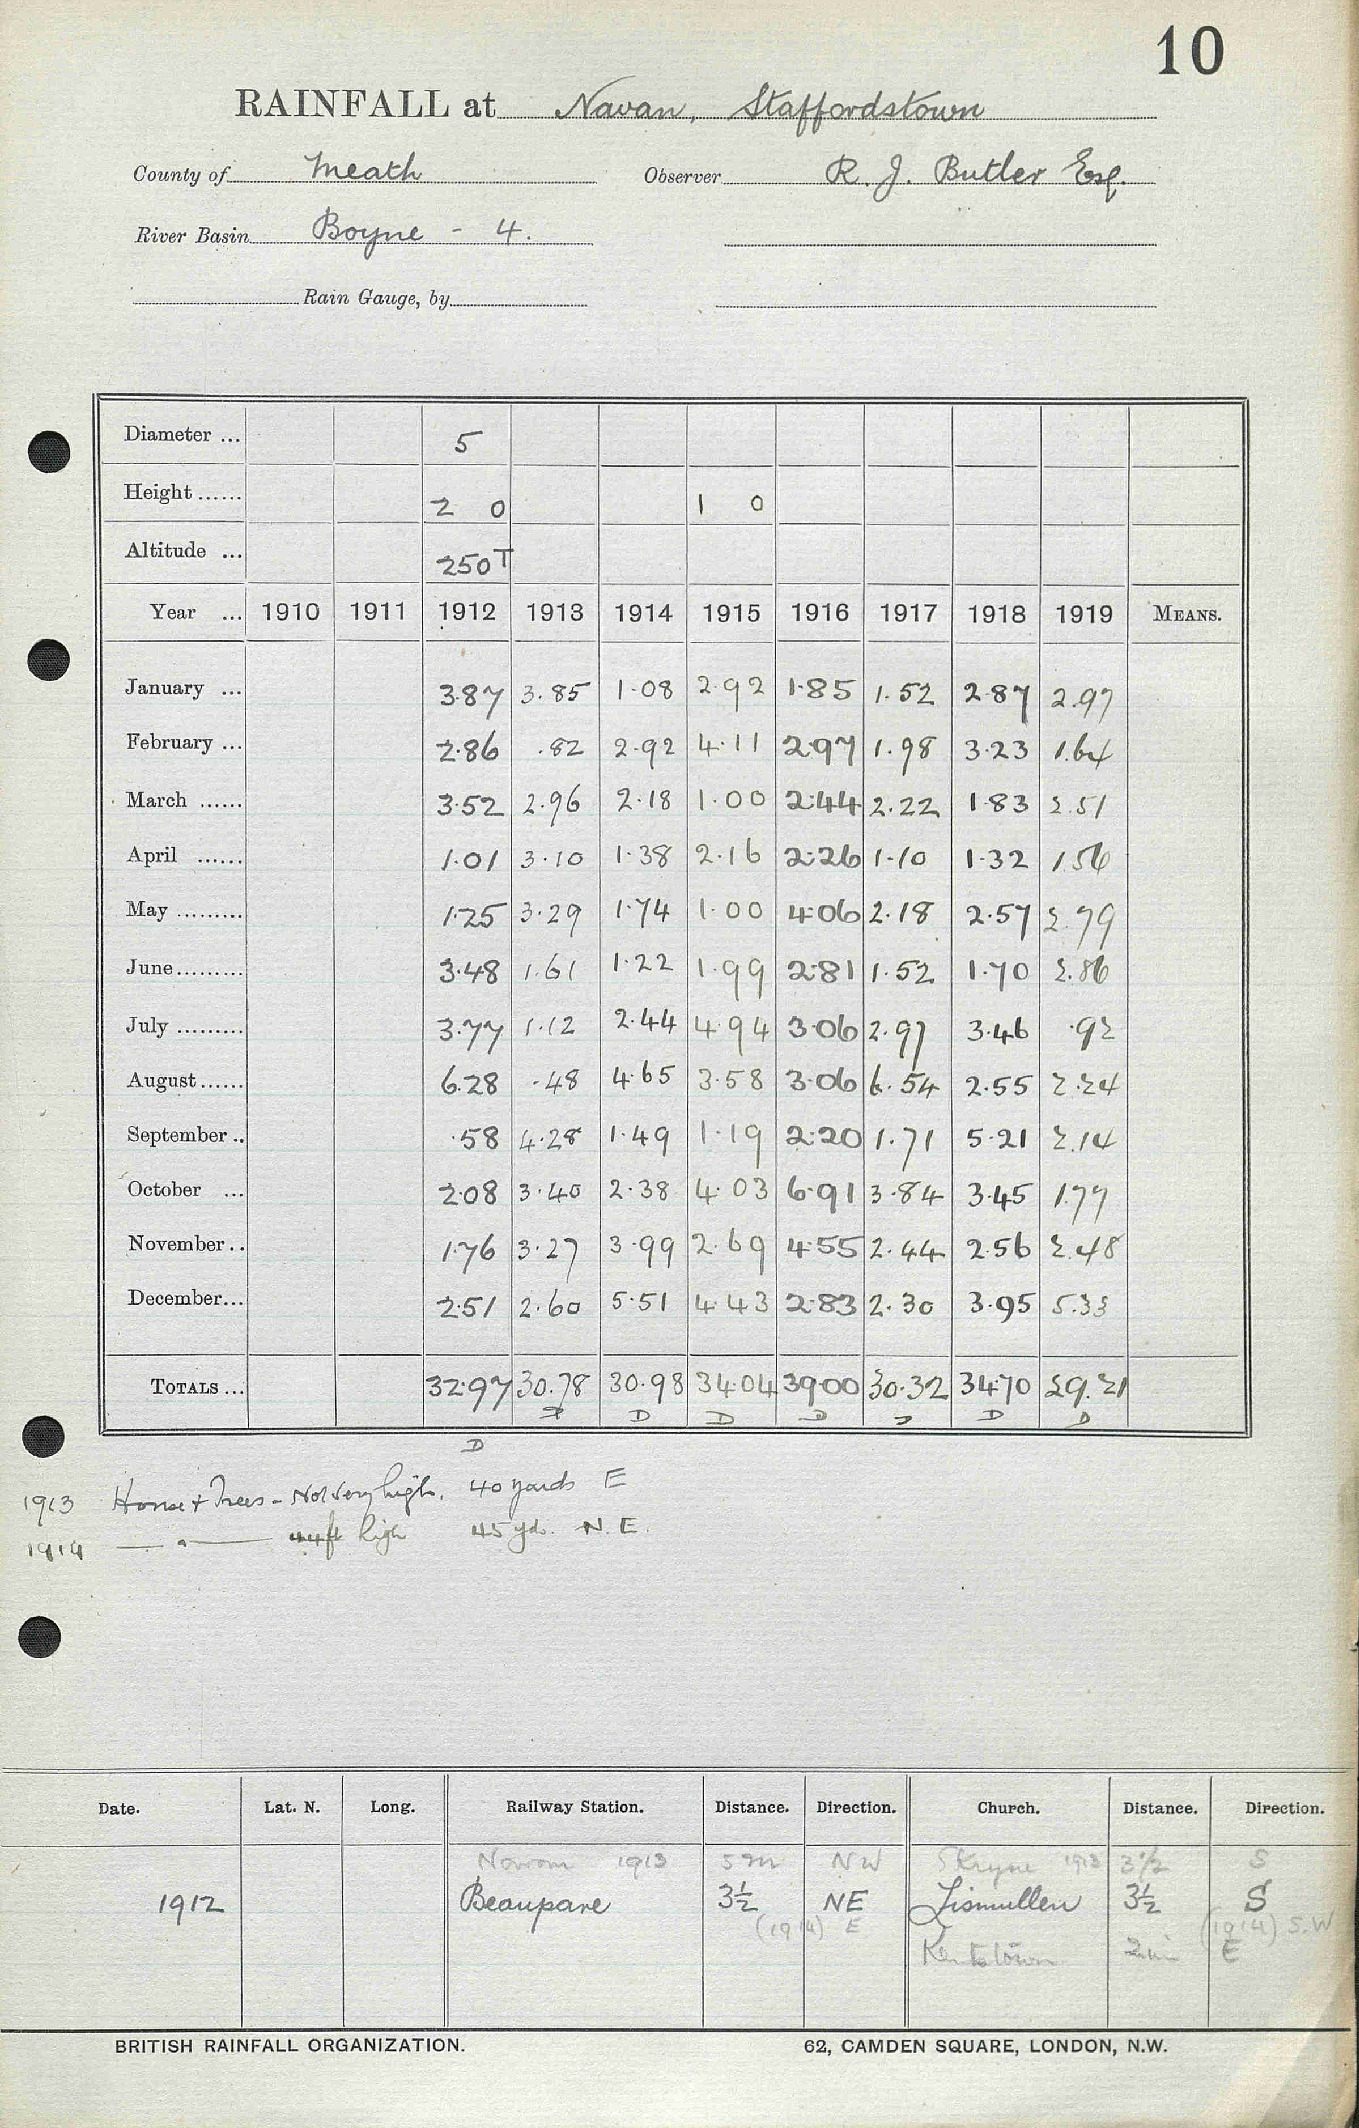 10
RAINFALL at Navan, Staffordstown
County of Meath Observer R. J. Butler Esq.
River Basin Boyne - 4.
Rain Gauge, by
Diameter ... 5
Height ...... 2 0 1 0
Altitude ... 250T
Year ... 1910 1911 1912 1913 1914 1915 1916 1917 1918 1919 MEANS.
January ... 3.87 3.85 1.08 2.92 1.85 1.52 2.87 2.97
February ... 2.86 .82 2.92 4.11 2.97 1.98 3.23 1.64
March ...... 3.52 2.96 2.18 1.00 2.44 2.22 1.83 2.51
April ...... 1.01 3.10 1.38 2.16 2.26 1.10 1.32 1.56
May ......... 1.25 3.29 1.74 1.00 4.06 2.18 2.57 2.79
June......... 3.48 1.61 1.22 1.99 2.81 1.52 1.70 2.86
July ......... 3.77 1.12 2.44 4.94 3.06 2.97 3.46 .92
August...... 6.28 .48 4.65 3.58 3.06 6.54 2.55 2.24
September .. .58 4.28 1.49 1.19 2.20 1.71 5.21 2.14
October ... 2.08 3.40 2.38 4.03 6.91 3.84 3.45 1.77
November.. 1.76 3.27 3.99 2.69 4.55 2.44 2.56 2.48
December... 2.51 2.60 5.51 4.43 2.83 2.30 3.95 5.33
TOTALS ... 32.97 30.78 30.98 34.04 39.00 30.32 34.70 29.21
D D D D D D D
D
1913 House & Trees - Not very high, 40 yards E
1914 — " — 44ft high 45 yd. N.E.
Date. Lat. N. Long. Railway Station. Distance. Direction. Church. Distance. Direction.
1913 5 m NW Skryne 1913 3½ S
1912 Beaupare 3½ NE Lismullen 3½ S
(1914) E (1914) S.W
Kentstown 2 m E
BRITISH RAINFALL ORGANIZATION. 62, CAMDEN SQUARE, LONDON, N.W.